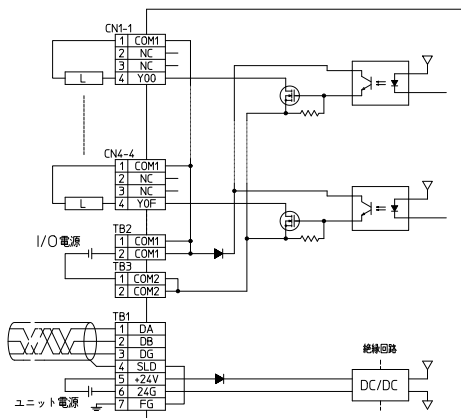 CN1-1
1 COM1
2 NC
3 NC
4 Y00
L
CN4-4
1 COM1
2 NC
3 NC
4 Y0F
L
TB2
I/O電源
1 COM1
2 COM1
TB3
1 COM2
2 COM2
TB1
1 DA
2 DB
3 DG
4 SLD
5 +24V
6 24G
7 FG
ユニット電源
絶縁回路
DC/DC